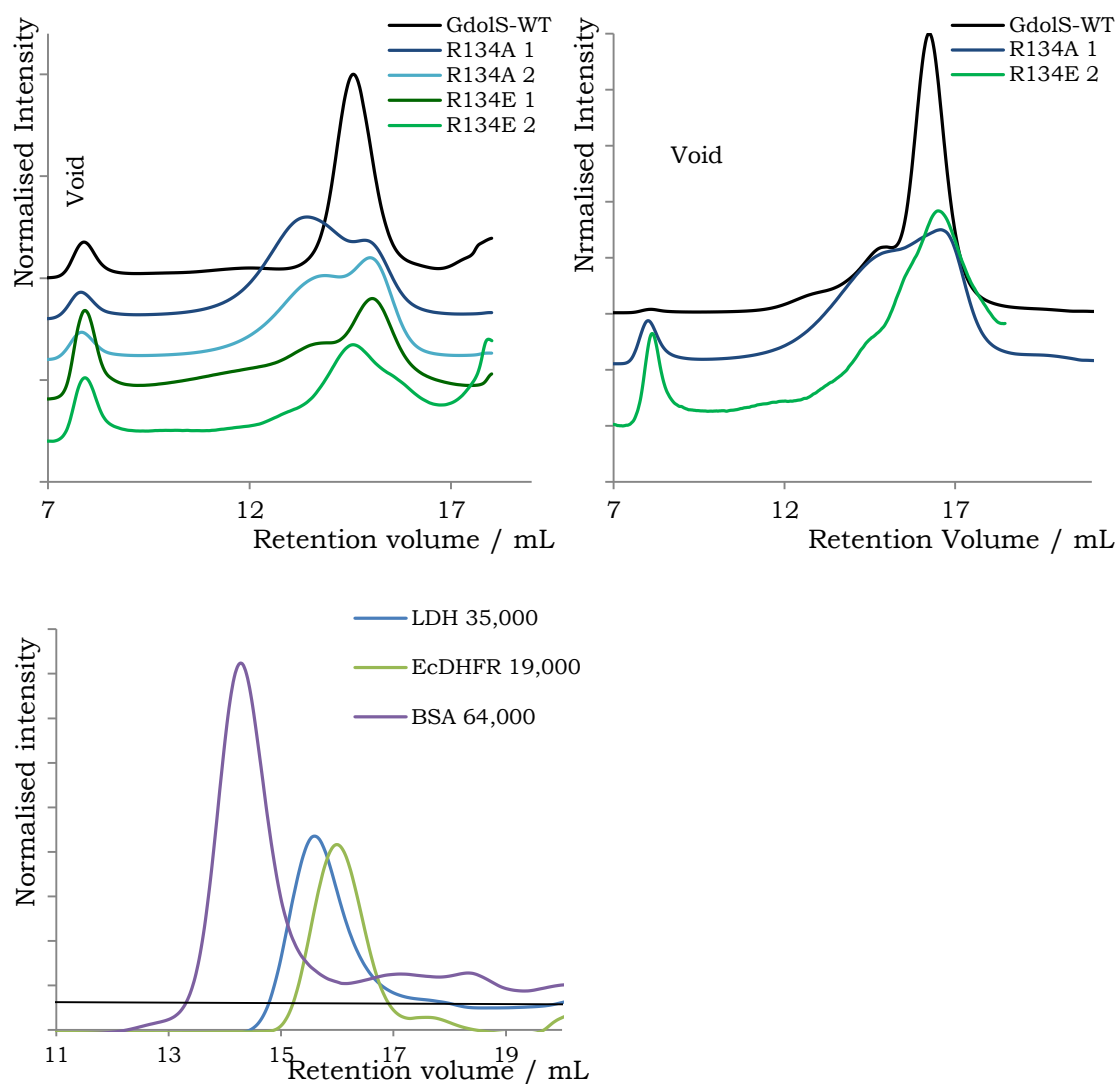 Normalised Intensity
GdolS-WT
R134A 1
R134A 2
R134E 1
R134E 2
Void
7
12
17
Retention volume / mL
Nrmalised Intensity
GdolS-WT
R134A 1
R134E 2
Void
7
12
17
Retention Volume / mL
Normalised intensity
LDH 35,000
EcDHFR 19,000
BSA 64,000
11
13
15
17
19
Retention volume / mL